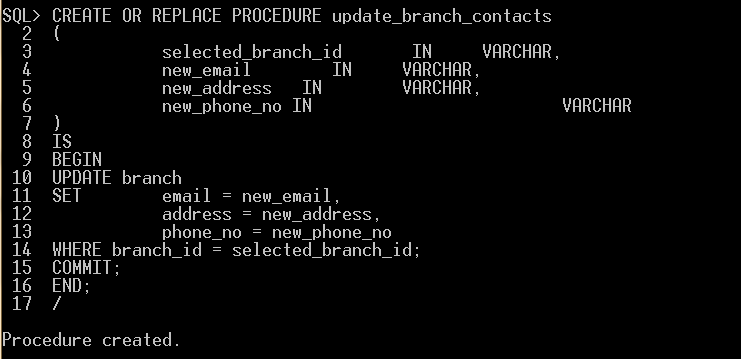 SQL> CREATE OR REPLACE PROCEDURE update_branch_contacts
2 (
3 selected_branch_id IN VARCHAR,
4 new_email IN VARCHAR,
5 new_address IN VARCHAR,
6 new_phone_no IN VARCHAR
7 )
8 IS
9 BEGIN
10 UPDATE branch
11 SET email = new_email,
12 address = new_address,
13 phone_no = new_phone_no
14 WHERE branch_id = selected_branch_id;
15 COMMIT;
16 END;
17 /
Procedure created.